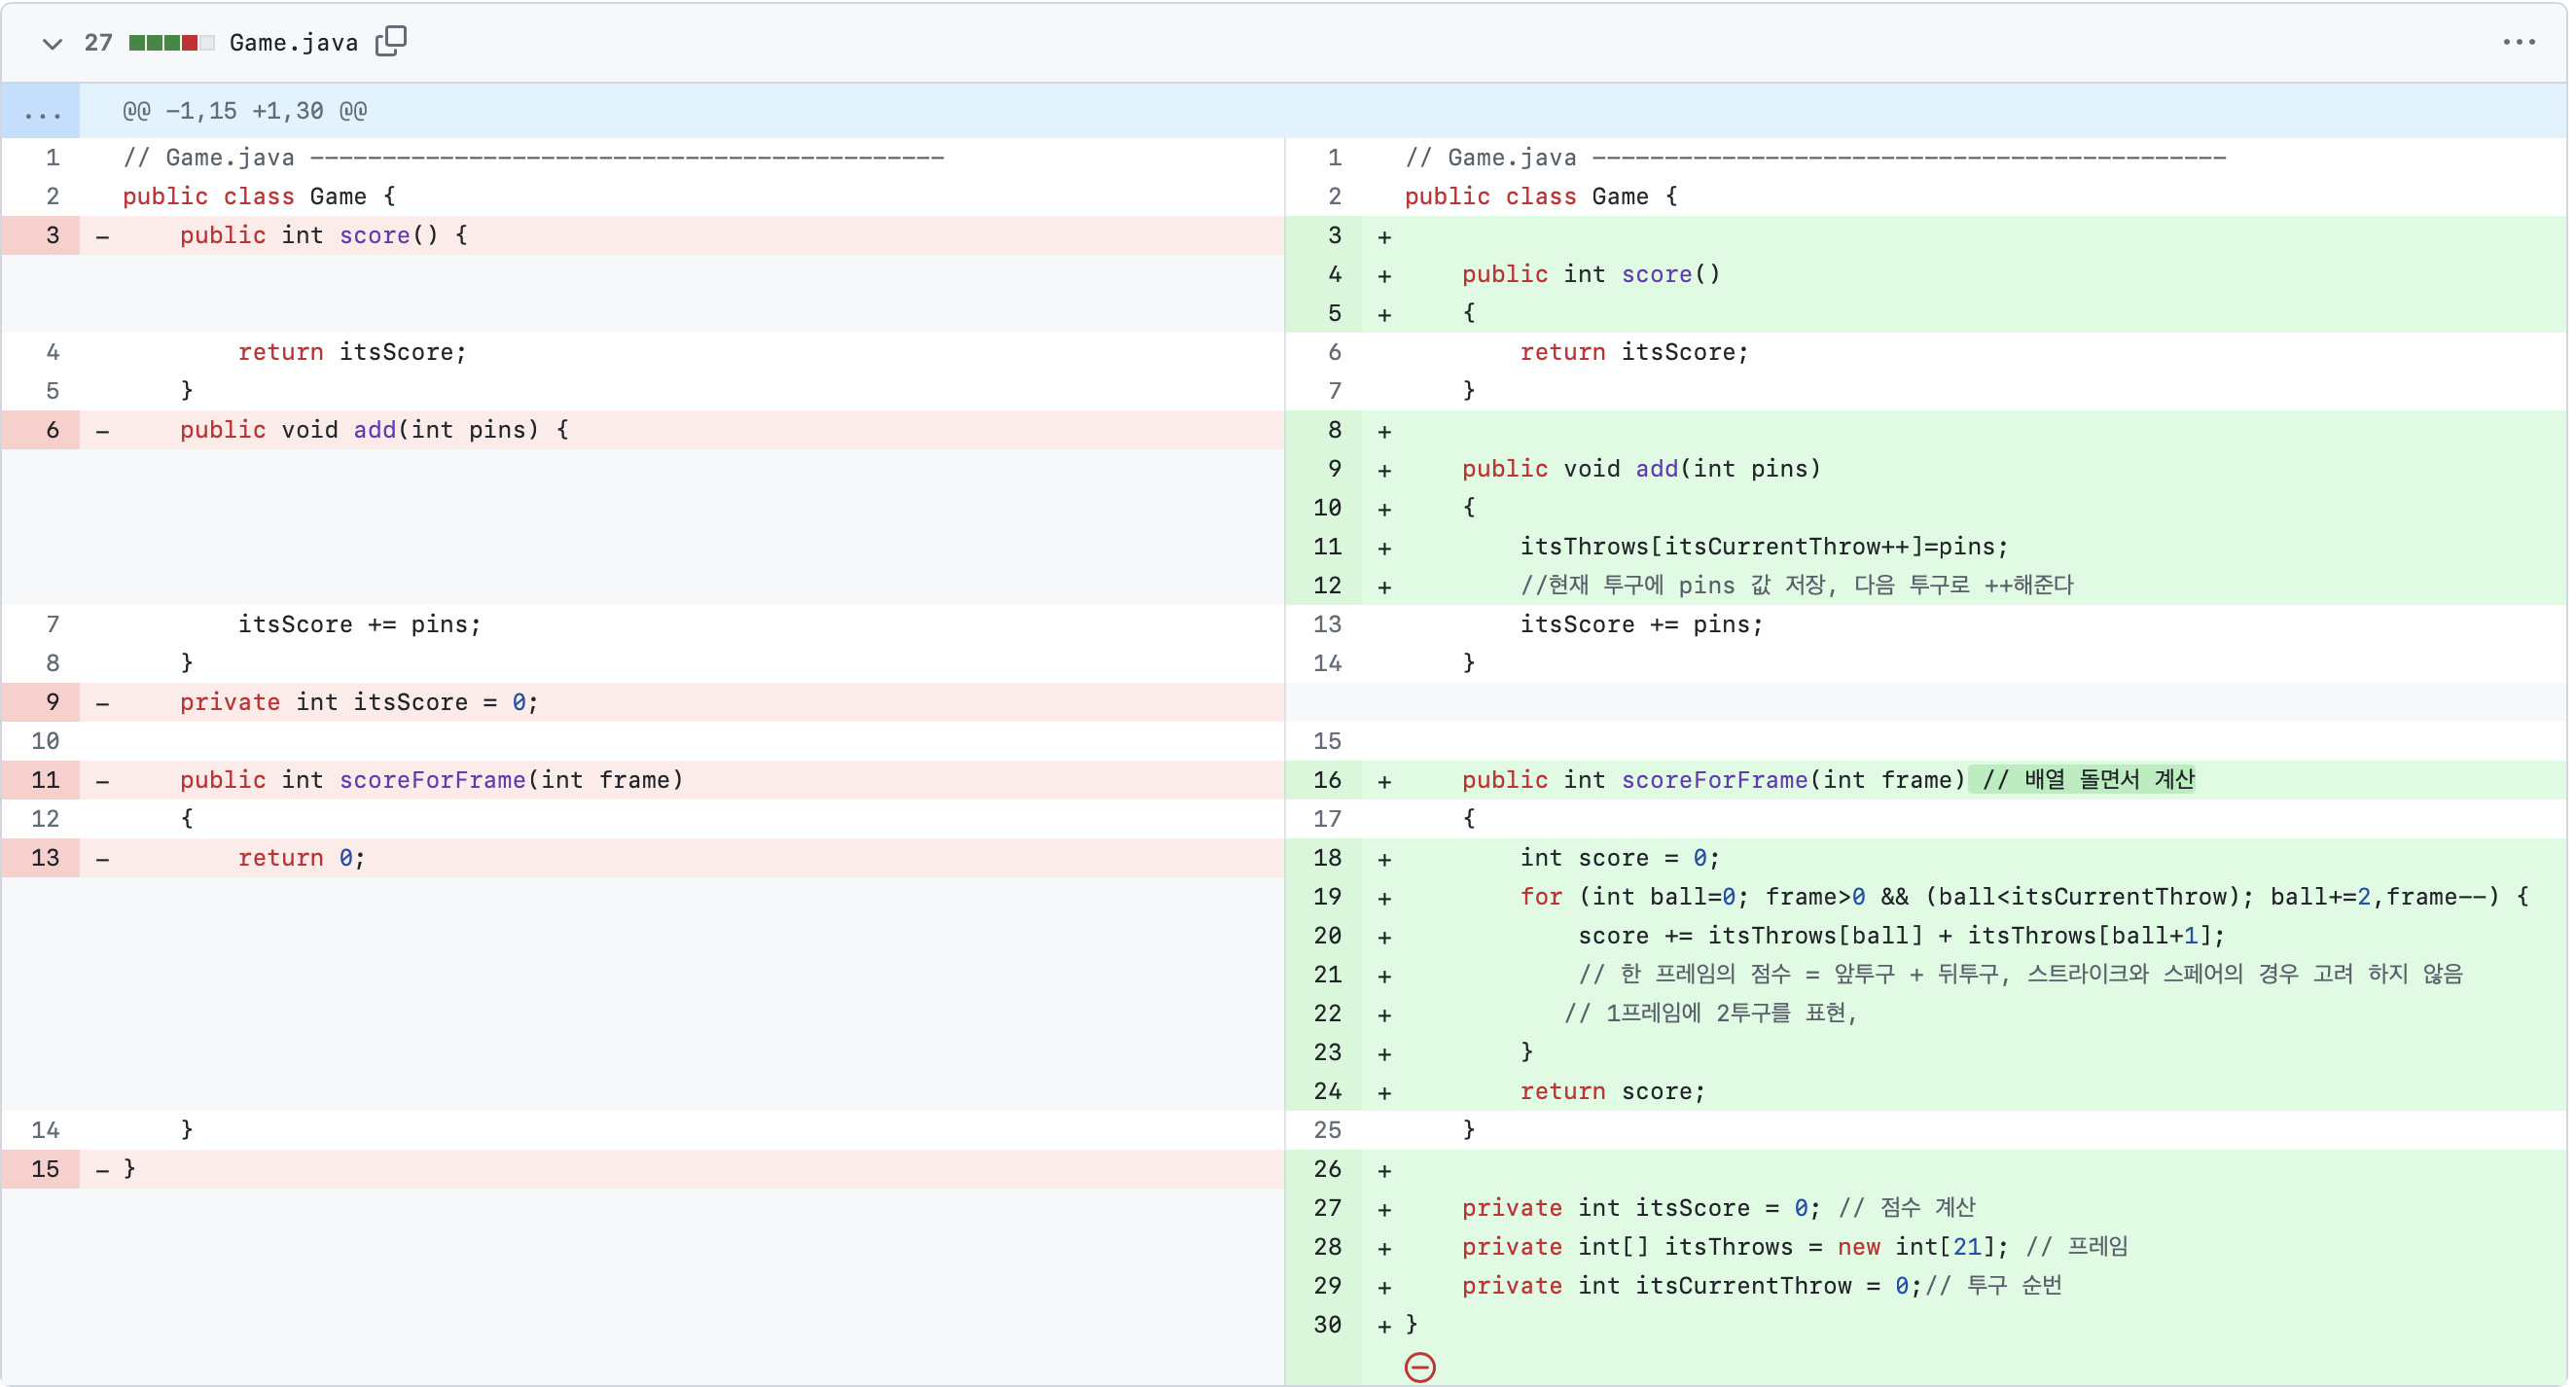 27 Game.java
... @@ -1,15 +1,30 @@
1 // Game.java --------------------------------------------
2 public class Game {
3 - public int score() {
4 return itsScore;
5 }
6 - public void add(int pins) {
7 itsScore += pins;
8 }
9 - private int itsScore = 0;
10
11 - public int scoreForFrame(int frame)
12 {
13 - return 0;
14 }
15 - }
1 // Game.java --------------------------------------------
2 public class Game {
3 +
4 + public int score()
5 + {
6 return itsScore;
7 }
8 +
9 + public void add(int pins)
10 + {
11 + itsThrows[itsCurrentThrow++]=pins;
12 + //현재 투구에 pins 값 저장, 다음 투구로 ++해준다
13 itsScore += pins;
14 }
15
16 + public int scoreForFrame(int frame) // 배열 돌면서 계산
17 {
18 + int score = 0;
19 + for (int ball=0; frame>0 && (ball<itsCurrentThrow); ball+=2,frame--) {
20 + score += itsThrows[ball] + itsThrows[ball+1];
21 + // 한 프레임의 점수 = 앞투구 + 뒤투구, 스트라이크와 스페어의 경우 고려 하지 않음
22 + // 1프레임에 2투구를 표현,
23 + }
24 + return score;
25 }
26 +
27 + private int itsScore = 0; // 점수 계산
28 + private int[] itsThrows = new int[21]; // 프레임
29 + private int itsCurrentThrow = 0;// 투구 순번
30 + }